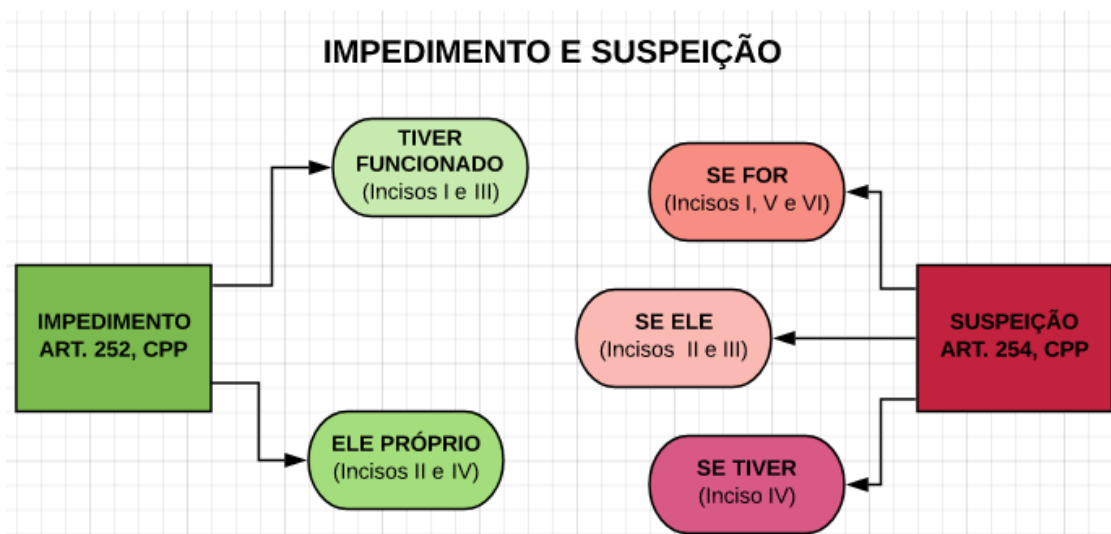 IMPEDIMENTO E SUSPEIÇÃO
TIVER
FUNCIONADO
(Incisos I e III)
SE FOR
(Incisos I, V e VI)
IMPEDIMENTO
ART. 252, CPP
SE ELE
(Incisos II e III)
SUSPEIÇÃO
ART. 254, CPP
ELE PRÓPRIO
(Incisos II e IV)
SE TIVER
(Inciso IV)